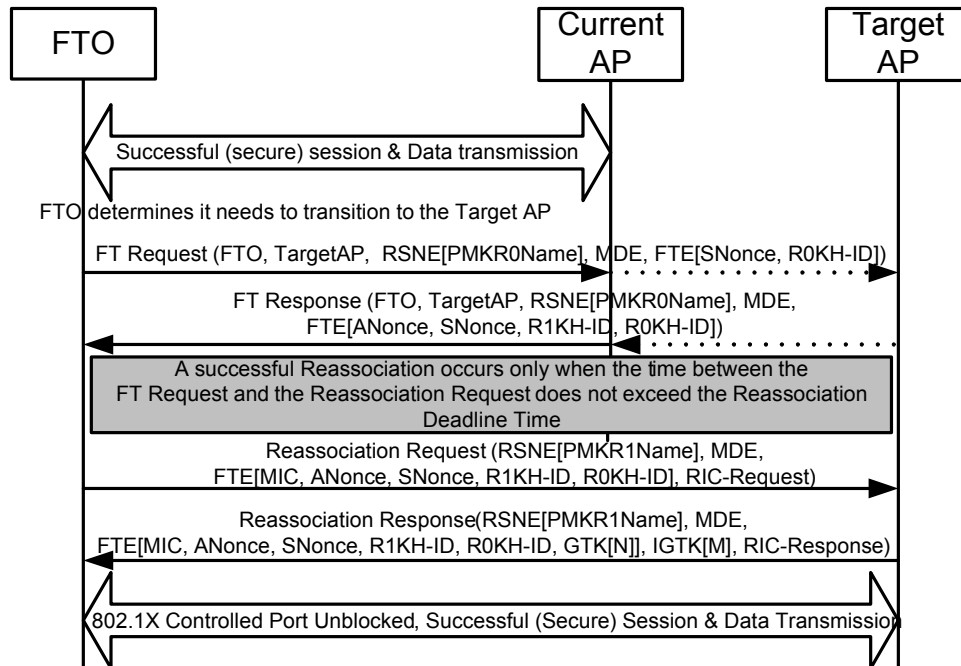 FTO
Current
AP
Target
AP
Successful (secure) session & Data transmission
FTO determines it needs to transition to the Target AP
FT Request (FTO, TargetAP, RSNE[PMKR0Name], MDE, FTE[SNonce, R0KH-ID])
FT Response (FTO, TargetAP, RSNE[PMKR0Name], MDE,
FTE[ANonce, SNonce, R1KH-ID, R0KH-ID])
A successful Reassociation occurs only when the time between the
FT Request and the Reassociation Request does not exceed the Reassociation
Deadline Time
Reassociation Request (RSNE[PMKR1Name], MDE,
FTE[MIC, ANonce, SNonce, R1KH-ID, R0KH-ID], RIC-Request)
Reassociation Response(RSNE[PMKR1Name], MDE,
FTE[MIC, ANonce, SNonce, R1KH-ID, R0KH-ID, GTK[N]], IGTK[M], RIC-Response)
802.1X Controlled Port Unblocked, Successful (Secure) Session & Data Transmission